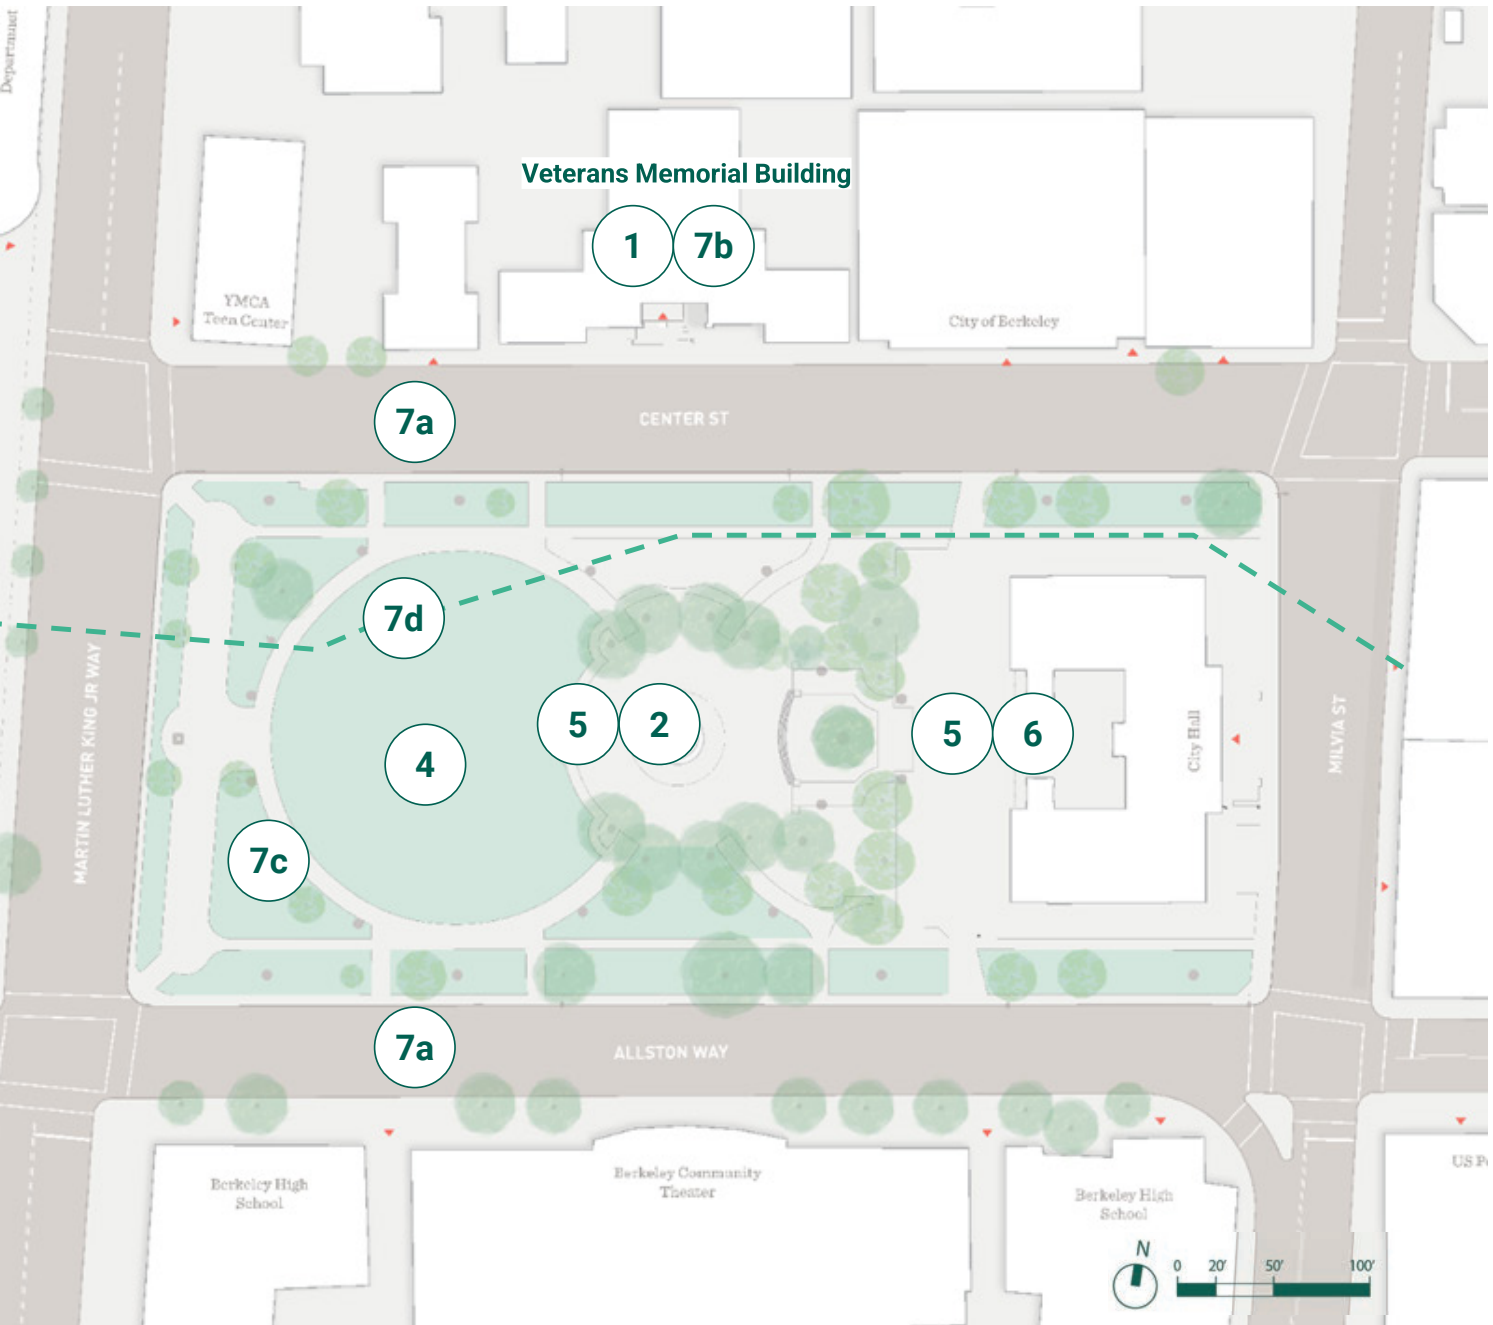 Department
Veterans Memorial Building
1
7b
YMCA
Teen Center
City of Berkeley
7a
CENTER ST
7d
5
2
5
6
4
City Hall
MILVIA ST
MARTIN LUTHER KING JR WAY
7c
7a
ALLSTON WAY
Berkeley High
School
Berkeley Community
Theater
Berkeley High
School
US P
N
0 20' 50' 100'